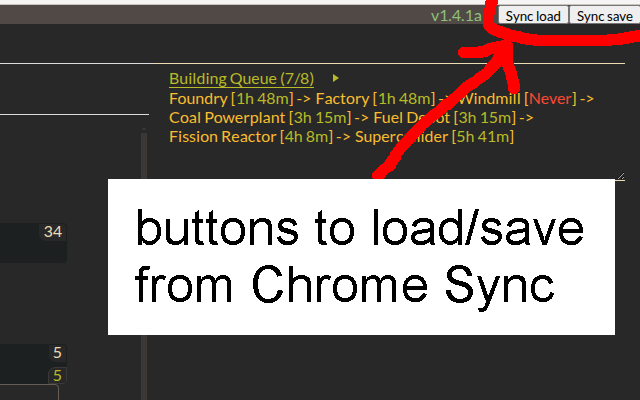 v1.4.1a Sync load Sync save
Building Queue (7/8)
Foundry [1h 48m] -> Factory [1h 48m] -> Windmill [Never] ->
Coal Powerplant [3h 15m] -> Fuel Depot [3h 15m] ->
Fission Reactor [4h 8m] -> Supercollider [5h 41m]
buttons to load/save
from Chrome Sync
34
5
5